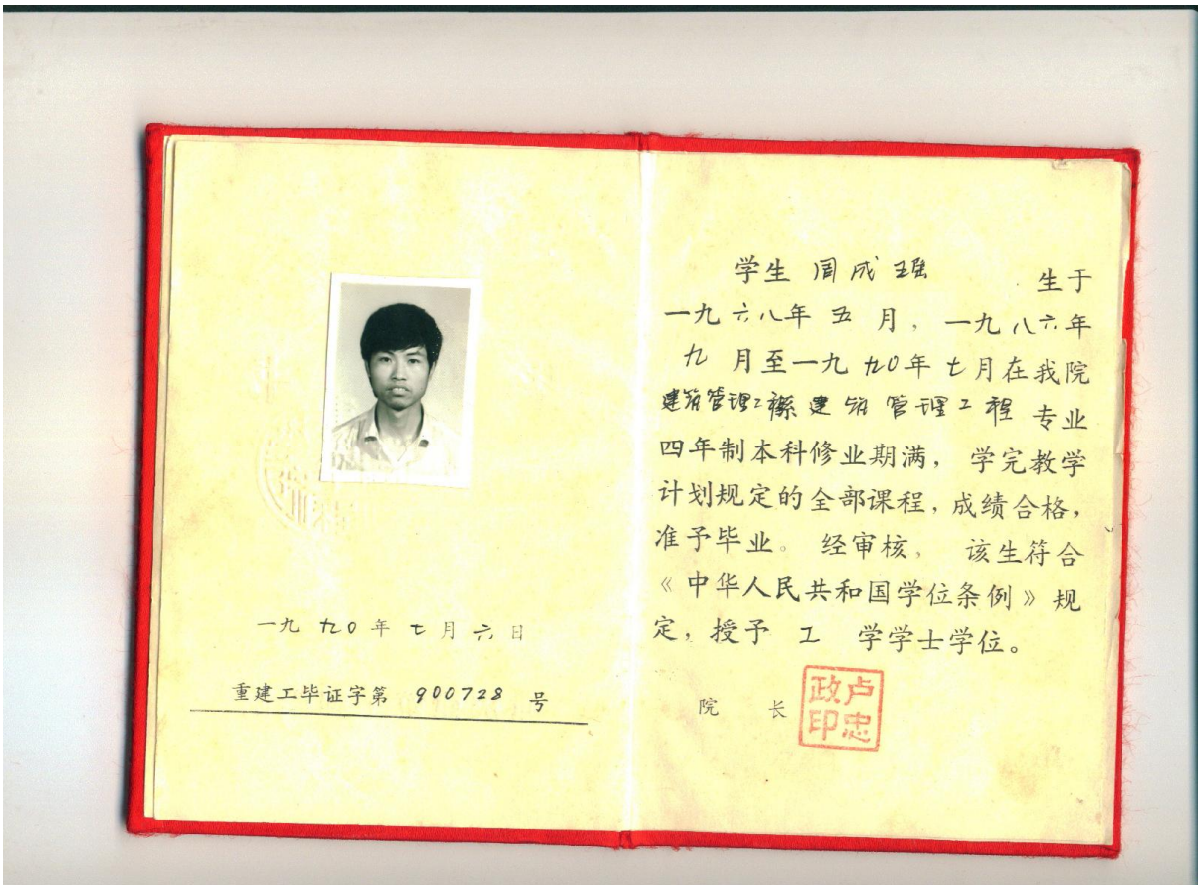 一九九0年七月六日
重建工毕证字第 900728 号
学生 周成 生于
一九六八年 五 月，一九八六年
九 月至一九九0年七月在我院
建筑管理工程系建筑管理工程 专业
四年制本科修业期满，学完教学
计划规定的全部课程，成绩合格，
准予毕业。经审核，该生符合
《中华人民共和国学位条例》规
定，授予 工 学学士学位。
院 长
卢忠政印